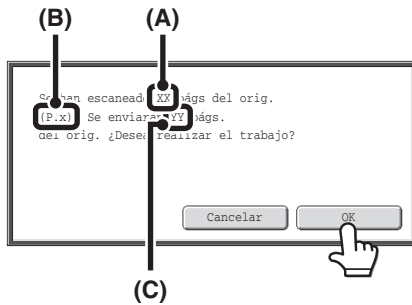 (B) (A)
Se han escaneado XX págs del orig.
(P.x) Se enviarán YY págs.
del orig. ¿Desea realizar el trabajo?
Cancelar OK
(C)